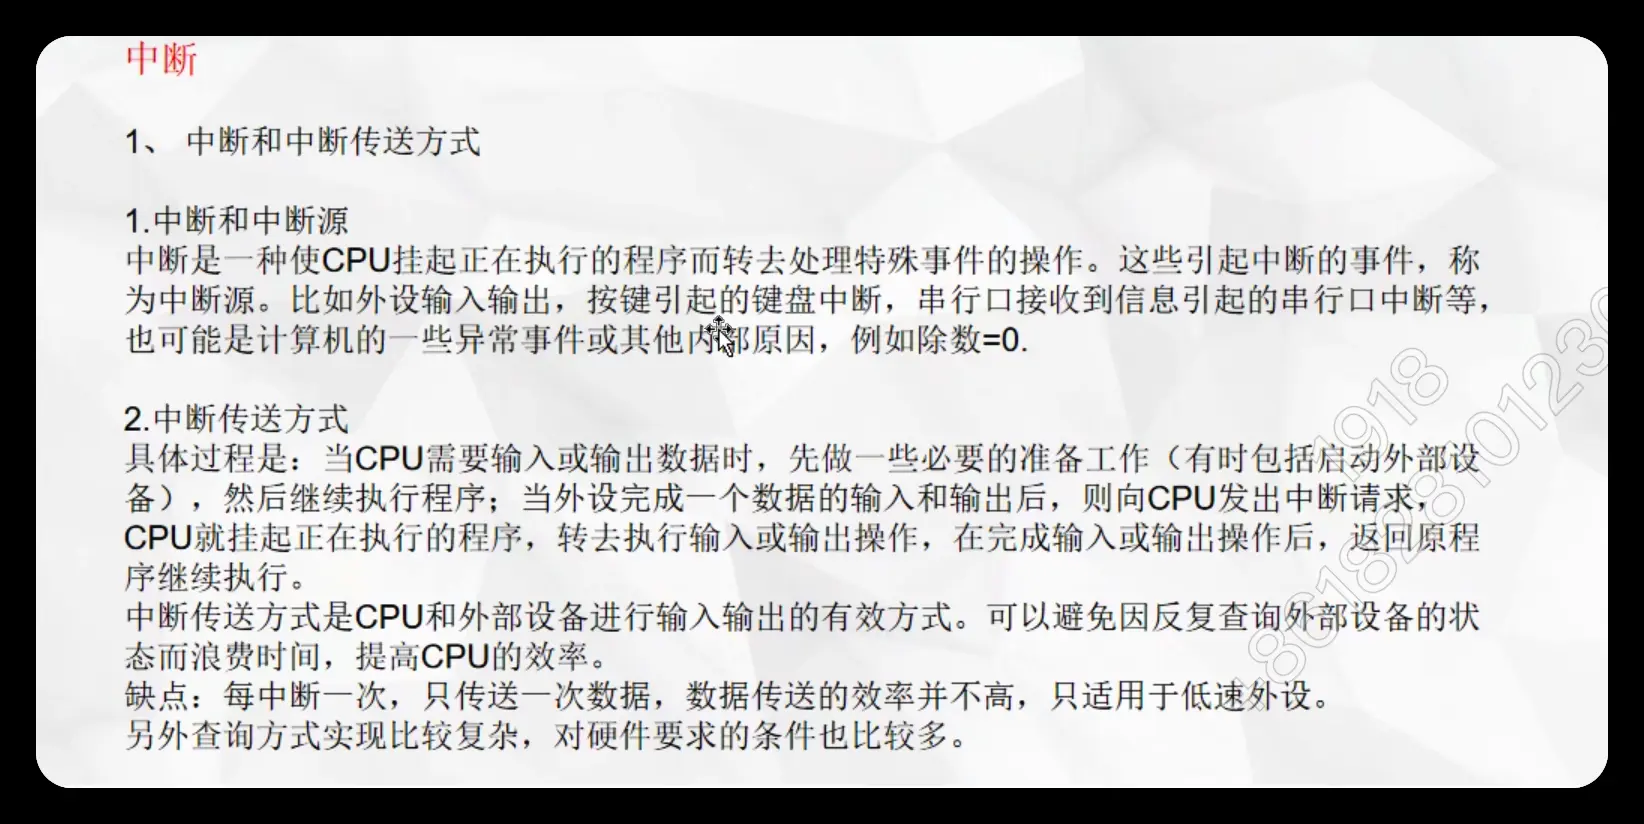 中断
1、 中断和中断传送方式
1.中断和中断源
中断是一种使CPU挂起正在执行的程序而转去处理特殊事件的操作。这些引起中断的事件，称
为中断源。比如外设输入输出，按键引起的键盘中断，串行口接收到信息引起的串行口中断等，
也可能是计算机的一些异常事件或其他内部原因，例如除数=0.
2.中断传送方式
具体过程是：当CPU需要输入或输出数据时，先做一些必要的准备工作（有时包括启动外部设
备），然后继续执行程序；当外设完成一个数据的输入和输出后，则向CPU发出中断请求，
CPU就挂起正在执行的程序，转去执行输入或输出操作，在完成输入或输出操作后，返回原程
序继续执行。
中断传送方式是CPU和外部设备进行输入输出的有效方式。可以避免因反复查询外部设备的状
态而浪费时间，提高CPU的效率。
缺点：每中断一次，只传送一次数据，数据传送的效率并不高，只适用于低速外设。
另外查询方式实现比较复杂，对硬件要求的条件也比较多。